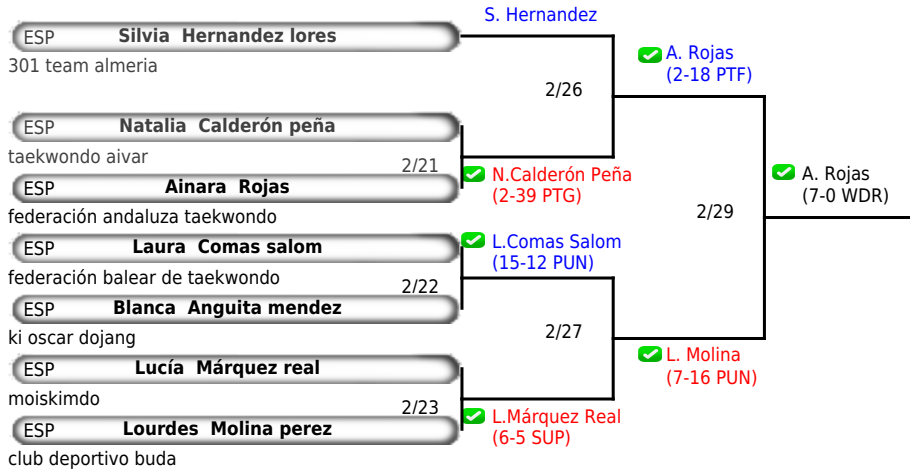 S. Hernandez
ESP Silvia Hernandez lores
301 team almeria
A. Rojas
(2-18 PTF)
2/26
ESP Natalia Calderón peña
taekwondo aivar
2/21
N.Calderón Peña
(2-39 PTG)
ESP Ainara Rojas
federación andaluza taekwondo
A. Rojas
(7-0 WDR)
2/29
ESP Laura Comas salom
federación balear de taekwondo
L.Comas Salom
(15-12 PUN)
2/22
ESP Blanca Anguita mendez
ki oscar dojang
2/27
ESP Lucía Márquez real
moiskimdo
L. Molina
(7-16 PUN)
2/23
L.Márquez Real
(6-5 SUP)
ESP Lourdes Molina perez
club deportivo buda